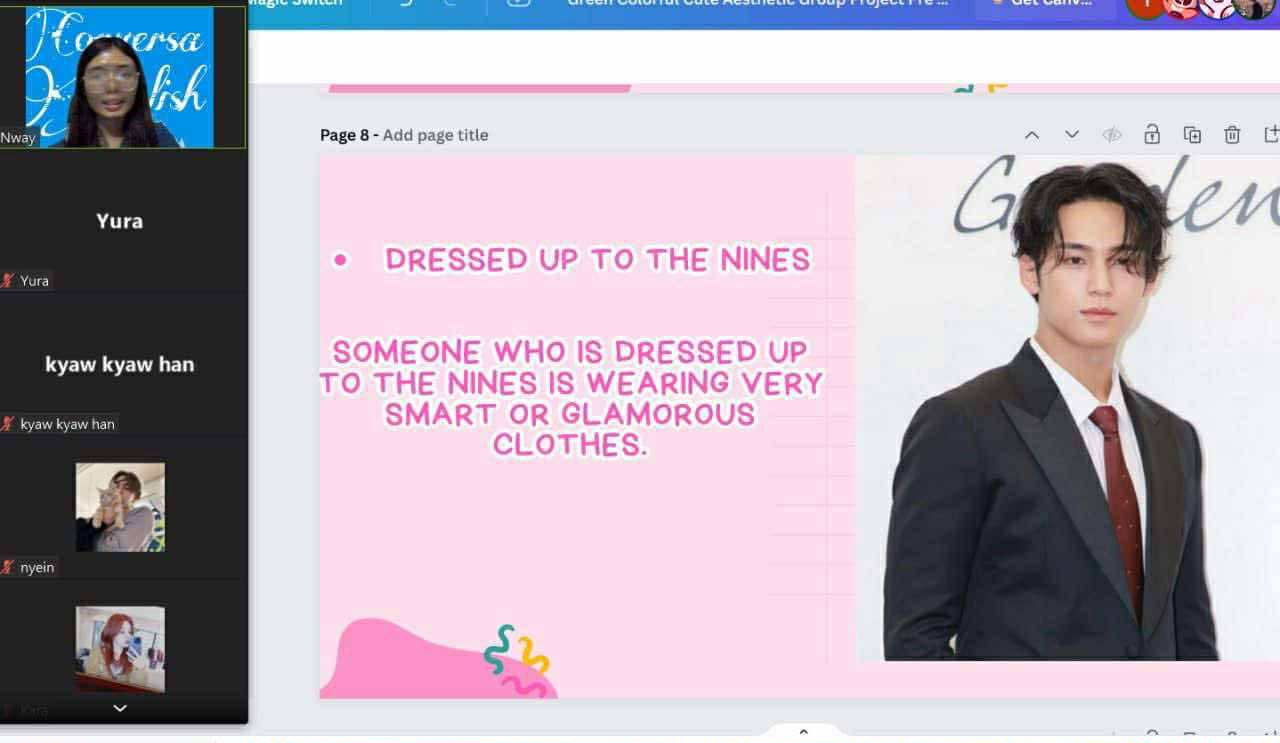 Magic Switch
Green Colorful Cute Aesthetic Group Project Pre ...
Get Canv...
Conversa
lish
Nway
Yura
Yura
kyaw kyaw han
kyaw kyaw han
nyein
Kara
Page 8 - Add page title
• DRESSED UP TO THE NINES
SOMEONE WHO IS DRESSED UP
TO THE NINES IS WEARING VERY
SMART OR GLAMOROUS
CLOTHES.